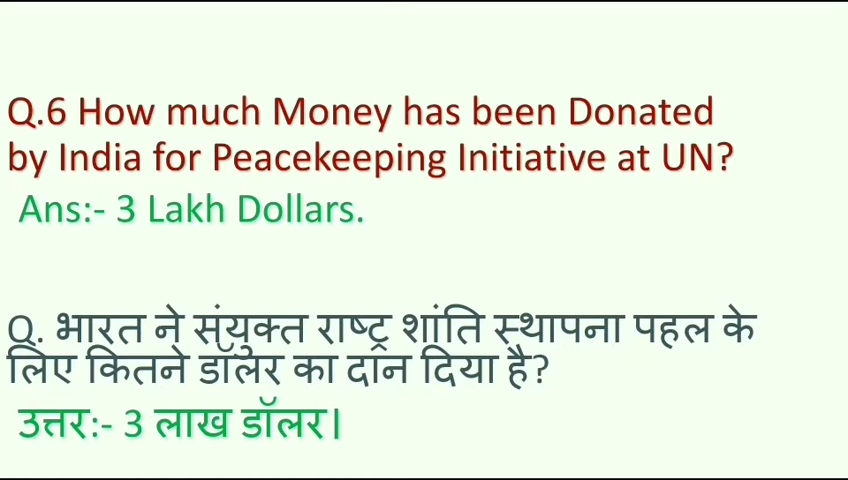 Q.6 How much Money has been Donated
by India for Peacekeeping Initiative at UN?
Ans:- 3 Lakh Dollars.
Q. भारत ने संयुक्त राष्ट्र शांति स्थापना पहल के
लिए कितने डॉलर का दान दिया है?
उत्तर:- 3 लाख डॉलर।